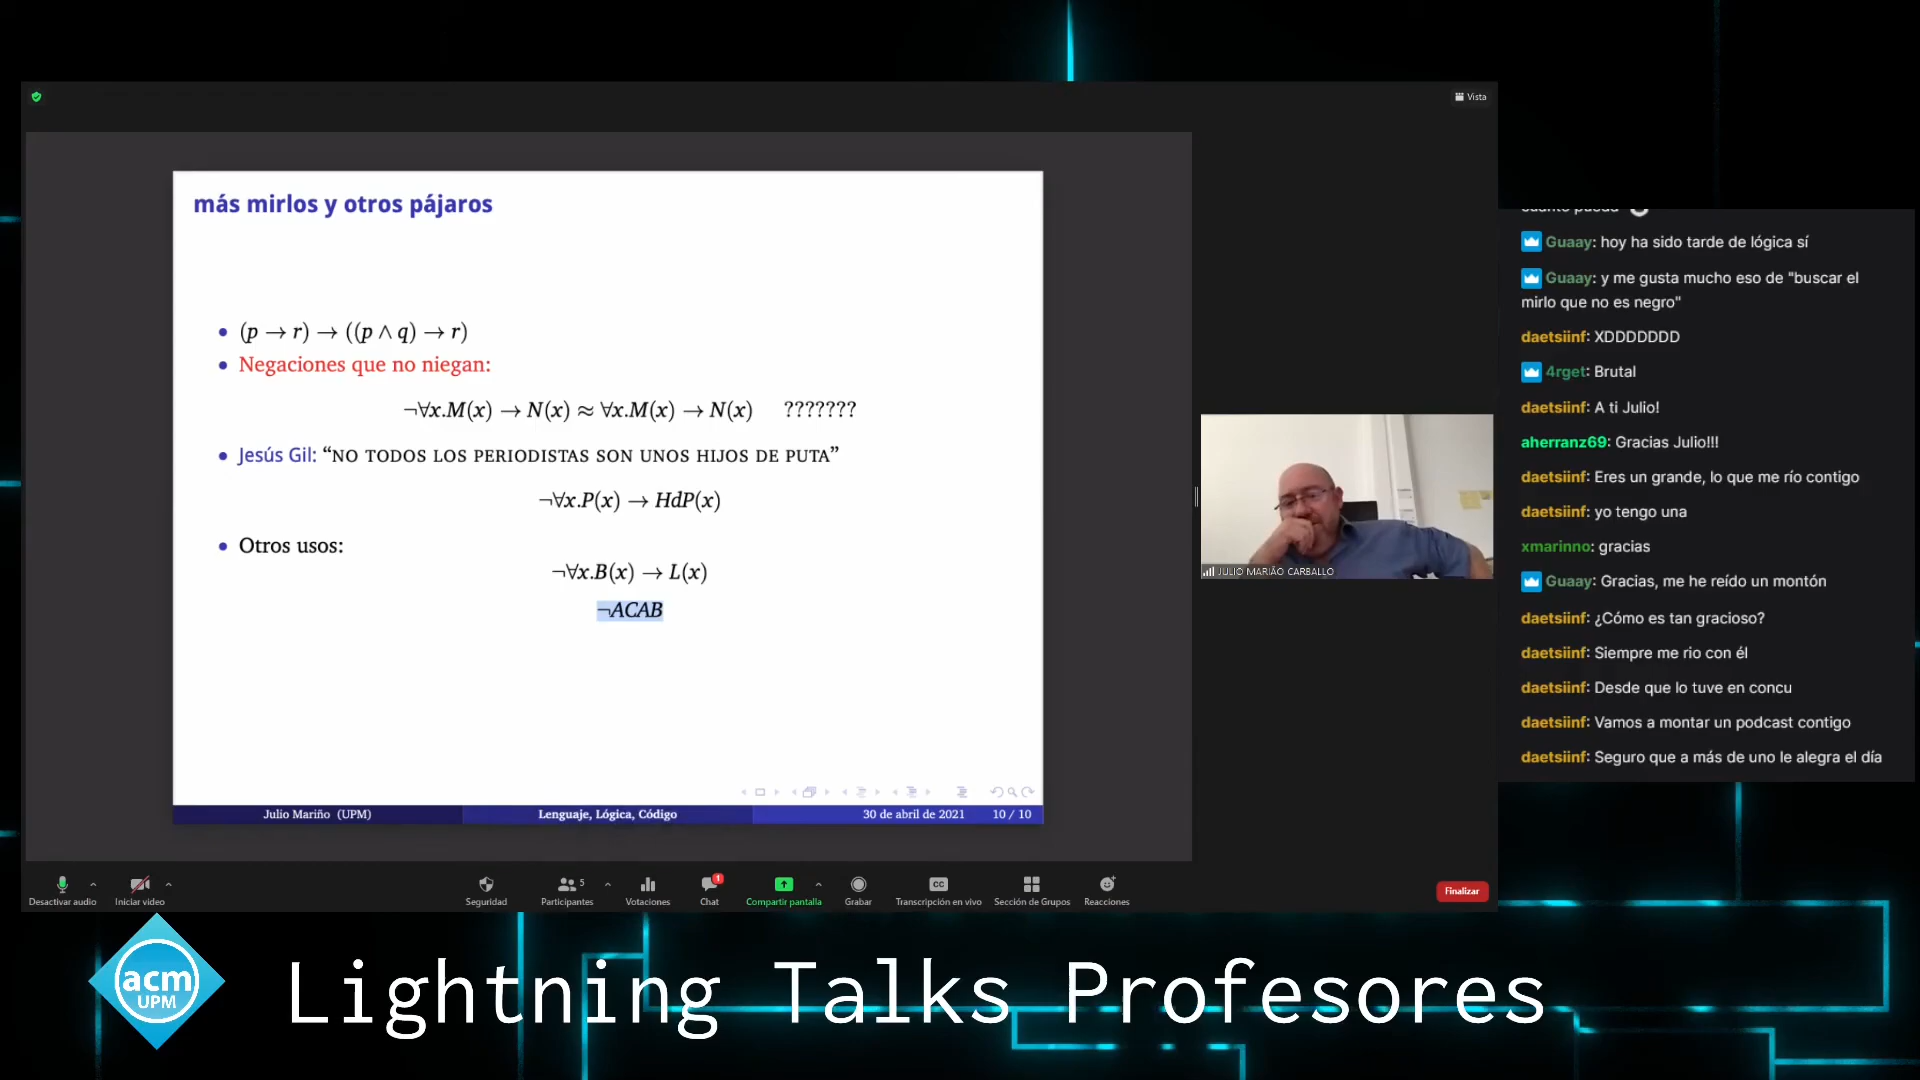 Vista
más mirlos y otros pájaros
• (p → r) → ((p ∧ q) → r)
• Negaciones que no niegan:
¬∀x.M(x) → N(x) ≈ ∀x.M(x) → N(x) ???????
• Jesús Gil: “NO TODOS LOS PERIODISTAS SON UNOS HIJOS DE PUTA”
¬∀x.P(x) → HdP(x)
• Otros usos:
¬∀x.B(x) → L(x)
¬ACAB
Julio Mariño (UPM) Lenguaje, Lógica, Código 30 de abril de 2021 10 / 10
JULIO MARIÃO CARBALLO
Guaay: hoy ha sido tarde de lógica sí
Guaay: y me gusta mucho eso de "buscar el
mirlo que no es negro"
daetsiinf: XDDDDDDD
4rget: Brutal
daetsiinf: A ti Julio!
aherranz69: Gracias Julio!!!
daetsiinf: Eres un grande, lo que me río contigo
daetsiinf: yo tengo una
xmarinno: gracias
Guaay: Gracias, me he reído un montón
daetsiinf: ¿Cómo es tan gracioso?
daetsiinf: Siempre me rio con él
daetsiinf: Desde que lo tuve en concu
daetsiinf: Vamos a montar un podcast contigo
daetsiinf: Seguro que a más de uno le alegra el día
Desactivar audio Iniciar video Seguridad Participantes 5 Votaciones Chat 1 Compartir pantalla Grabar CC Transcripción en vivo Sección de Grupos Reacciones Finalizar
acm
UPM
Lightning Talks Profesores